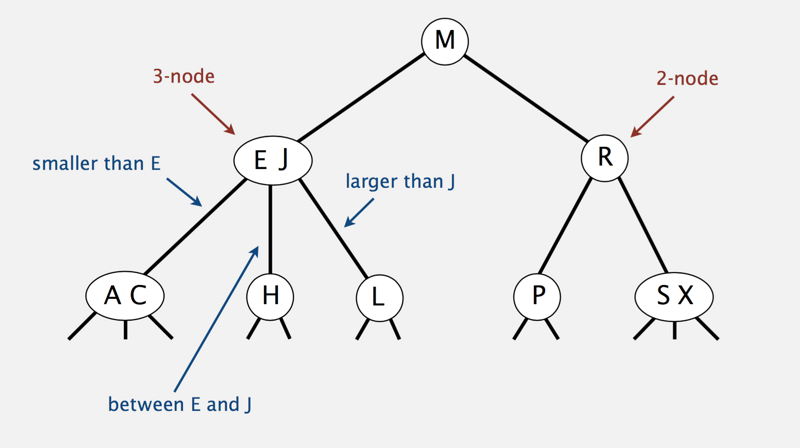 M
3-node
2-node
E J
R
smaller than E
larger than J
A C
H
L
P
S X
between E and J